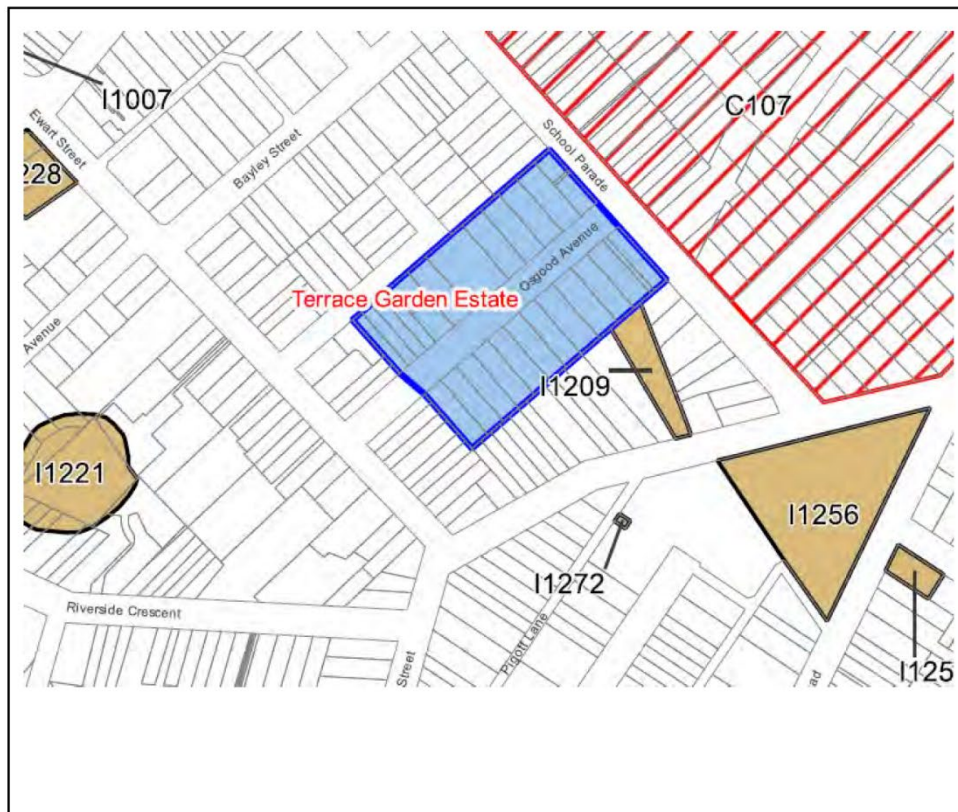 I1007
C107
Ewart Street
School Parade
228
Bayley Street
Osgood Avenue
Terrace Garden Estate
Avenue
I1209
I1221
I1256
I1272
Riverside Crescent
Pigott Lane
Street
I125
ad